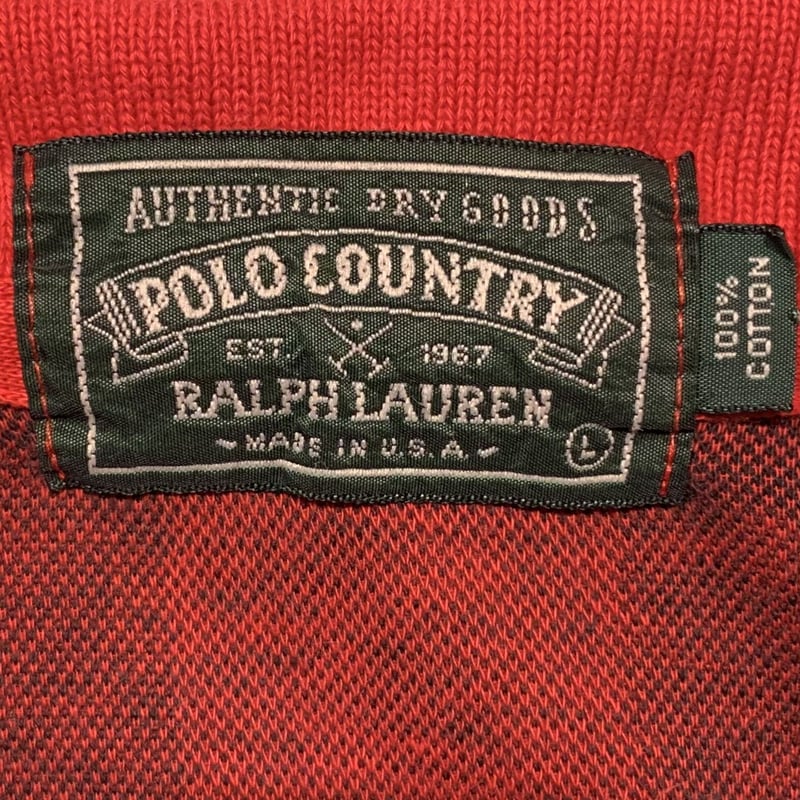 AUTHENTIC DRY GOODS
POLO COUNTRY
EST. 1967
RALPH LAUREN
~MADE IN U.S.A.~
L
100%
COTTON